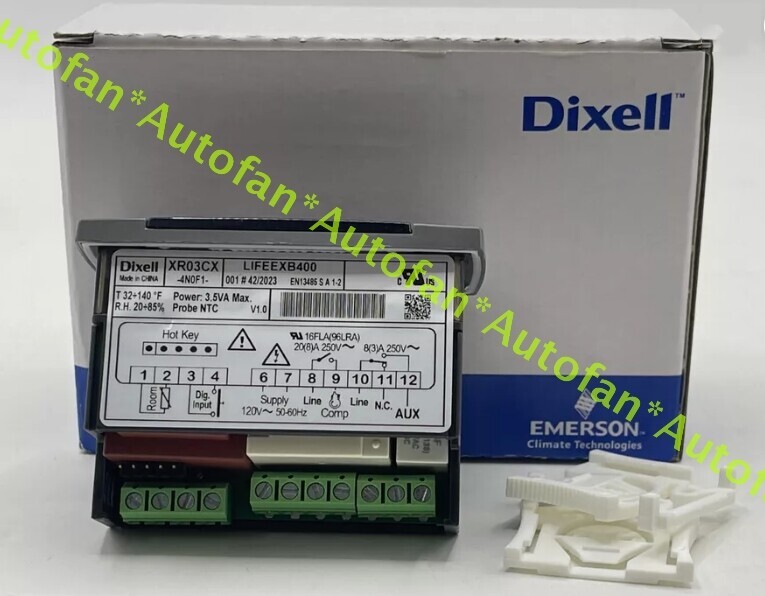 Autofan*Autofan*Autofan*Autofan*Autofan
Dixell™
Dixell XR03CX LIFEEXB400
Made in CHINA -4N0F1- 001 # 42/2023 EN13485 S A 1-2
T 32÷140 °F Power: 3.5VA Max.
R.H. 20÷85% Probe NTC V1.0
Hot Key
16FLA(96LRA)
20(8)A 250V~ 8(3)A 250V~
1 2 3 4 6 7 8 9 10 11 12
Room
Dig. Input
Supply Line Line N.C.
120V~ 50-60Hz Comp AUX
EMERSON™
Climate Technologies